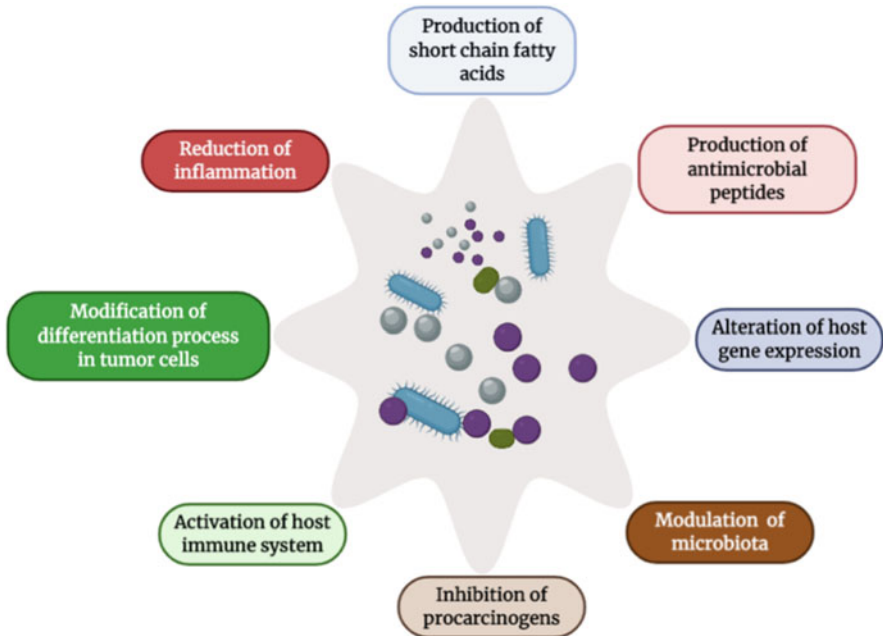 Production of
short chain fatty
acids
Reduction of
inflammation
Production of
antimicrobial
peptides
Modification of
differentiation process
in tumor cells
Alteration of host
gene expression
Activation of host
immune system
Modulation of
microbiota
Inhibition of
procarcinogens